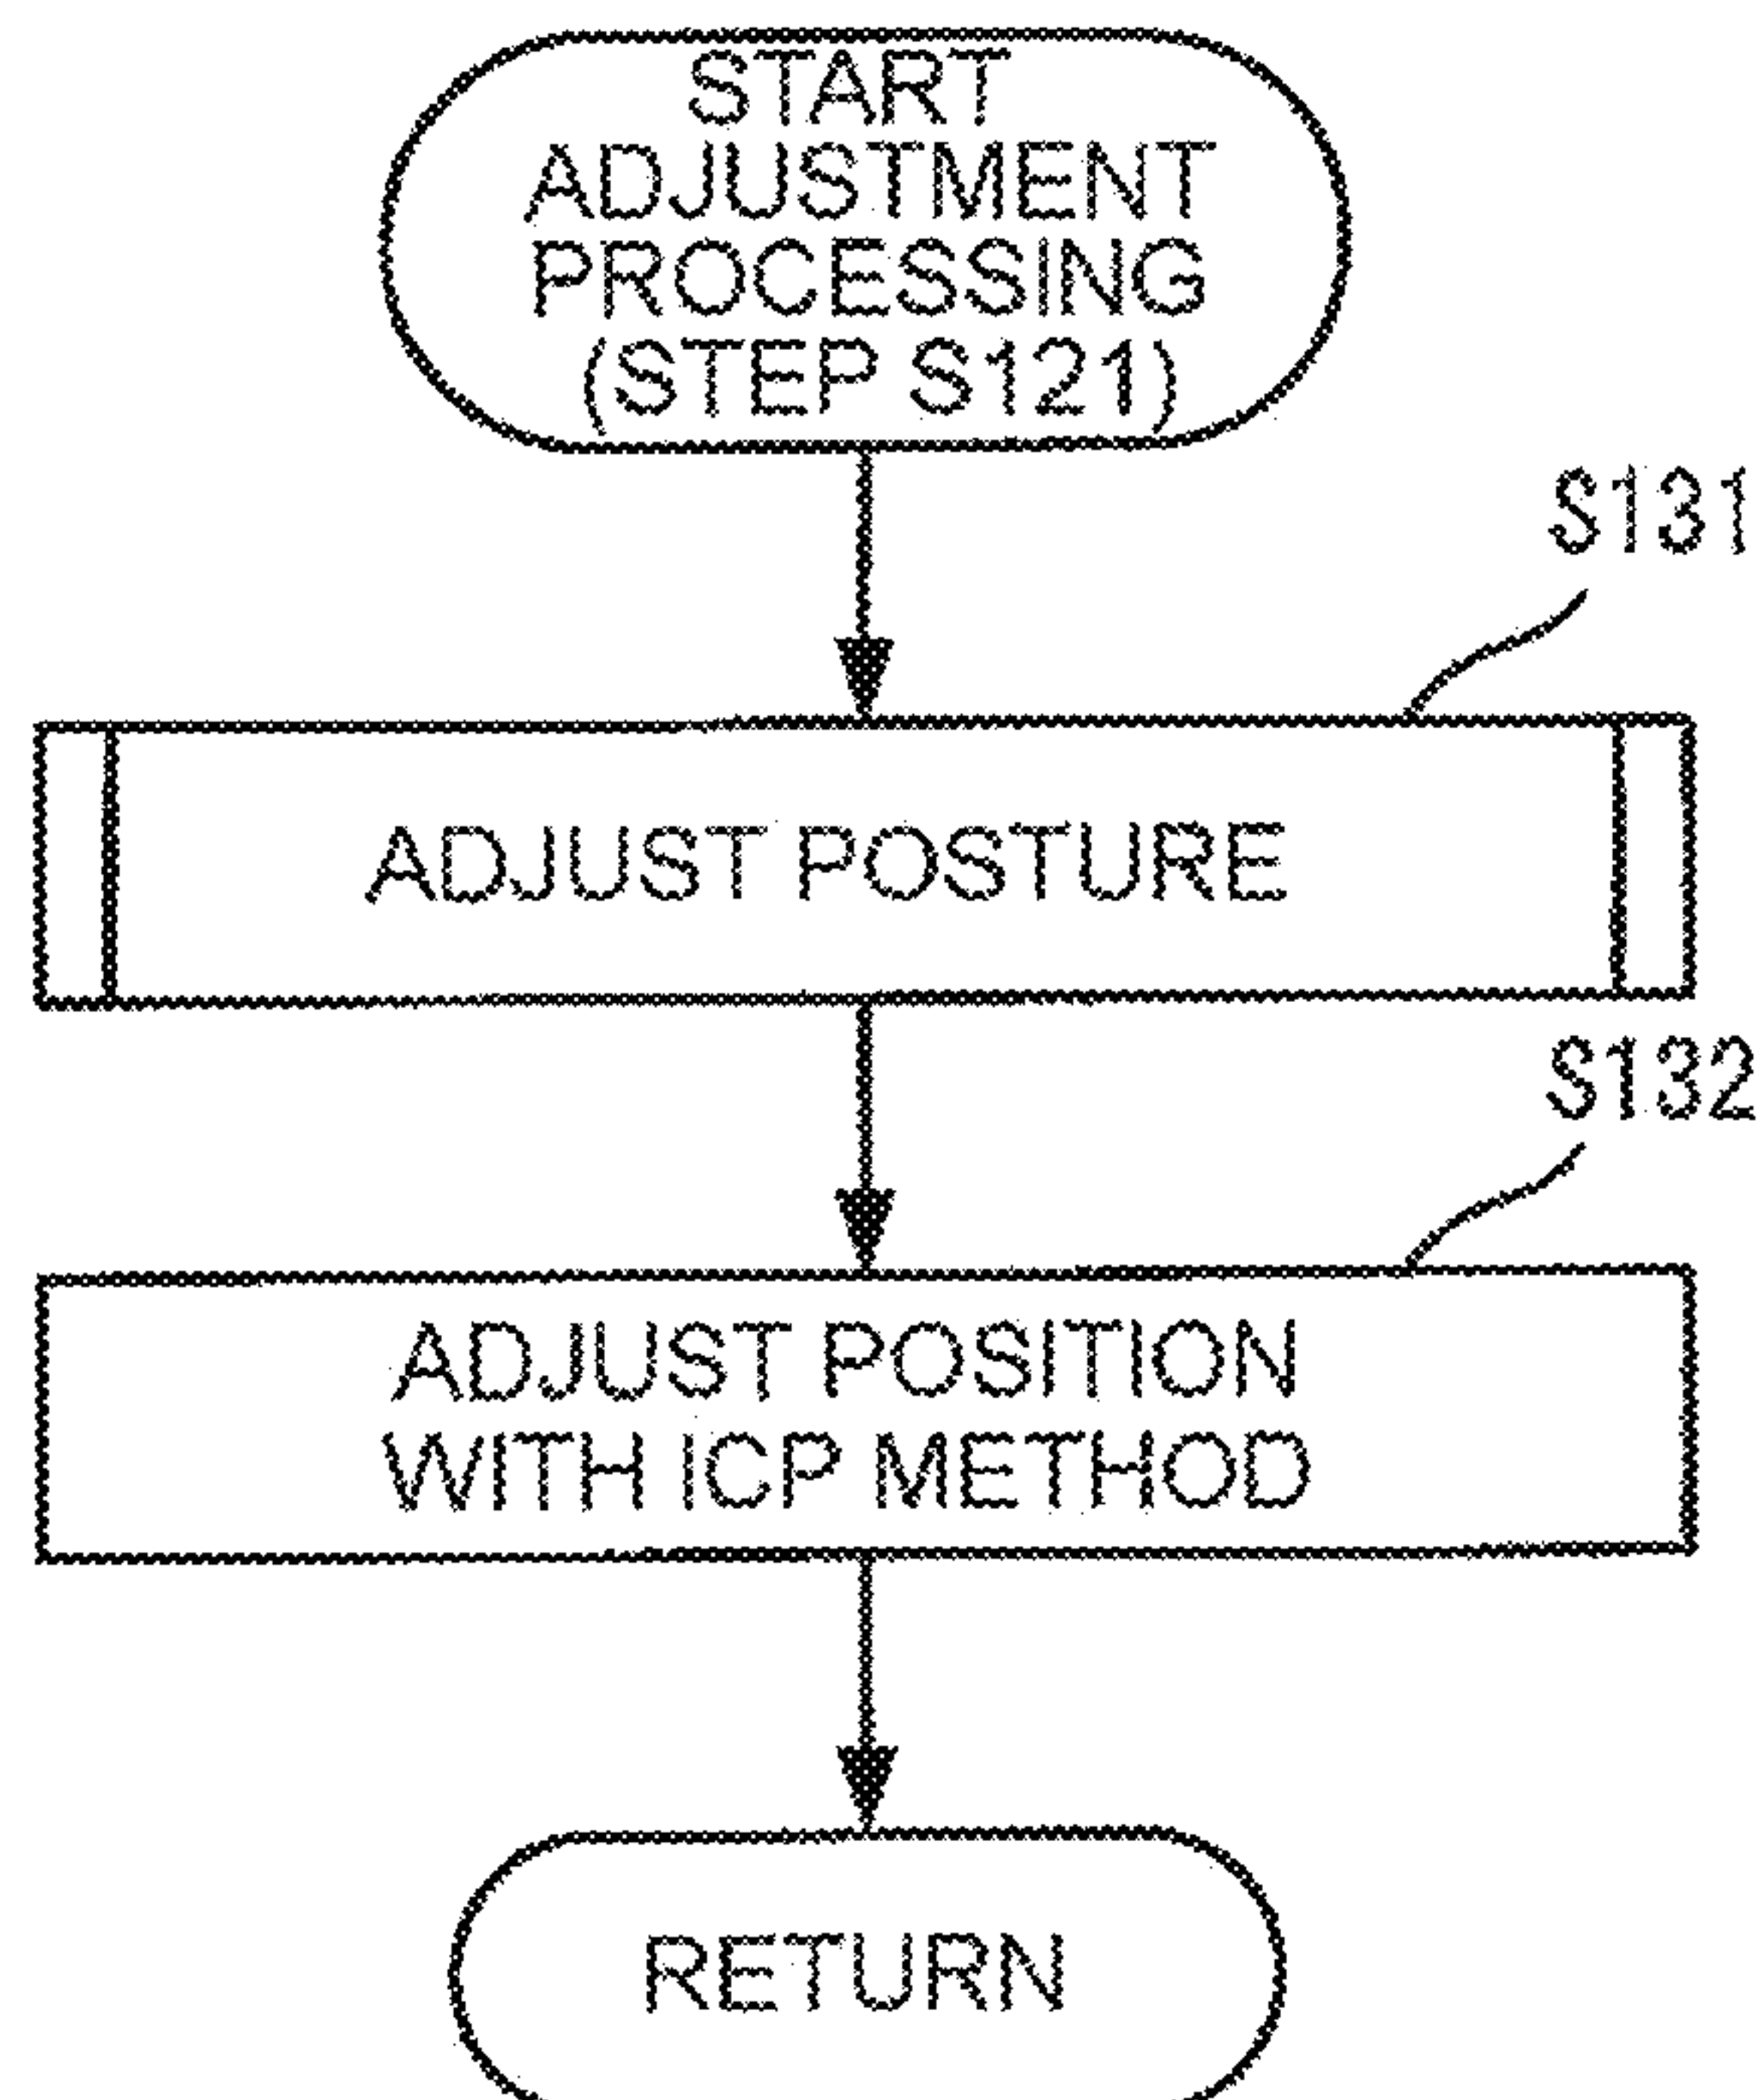 START
ADJUSTMENT
PROCESSING
(STEP S121)
S131
ADJUST POSTURE
S132
ADJUST POSITION
WITH ICP METHOD
RETURN